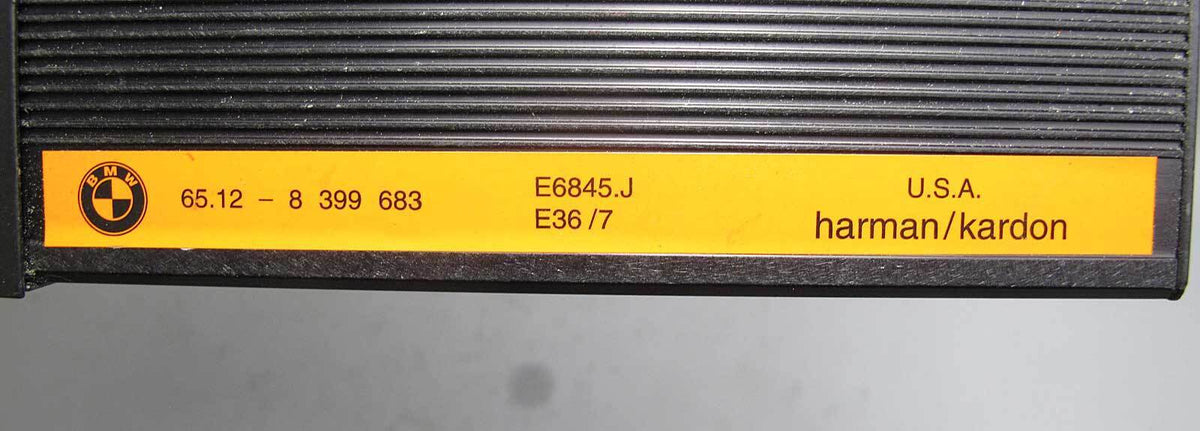 BMW
65.12 – 8 399 683
E6845.J
E36 /7
U.S.A.
harman/kardon